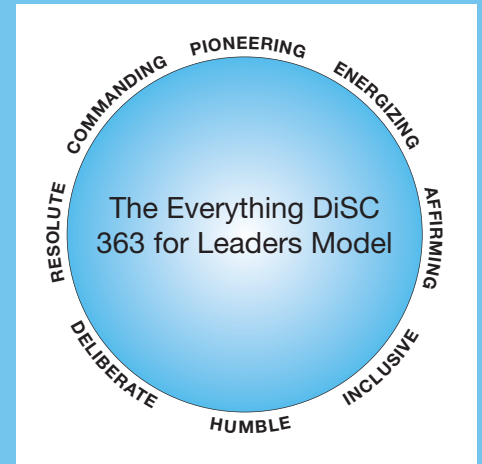 PIONEERING
ENERGIZING
AFFIRMING
INCLUSIVE
HUMBLE
DELIBERATE
RESOLUTE
COMMANDING
The Everything DiSC
363 for Leaders Model